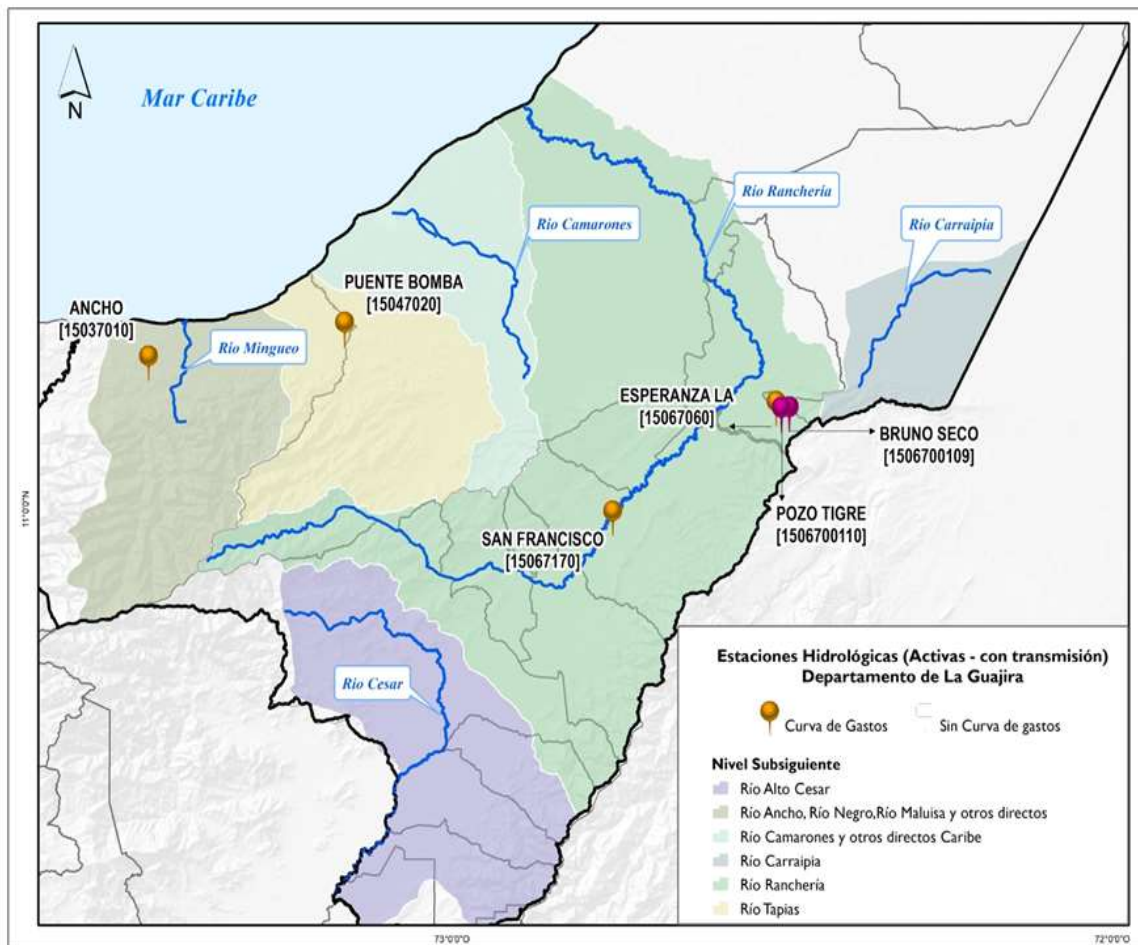 N
Mar Caribe
Río Ranchería
Río Camarones
Río Carraipia
PUENTE BOMBA
[15047020]
ANCHO
[15037010]
Río Mingueo
ESPERANZA LA
[15067060]
BRUNO SECO
[1506700109]
POZO TIGRE
[1506700110]
SAN FRANCISCO
[15067170]
11°0'0"N
Río Cesar
Estaciones Hidrológicas (Activas - con transmisión)
Departamento de La Guajira
Curva de Gastos
Sin Curva de gastos
Nivel Subsiguiente
Río Alto Cesar
Río Ancho, Río Negro,Río Maluisa y otros directos
Río Camarones y otros directos Caribe
Río Carraipia
Río Ranchería
Río Tapias
73°0'0"O
72°0'0"O